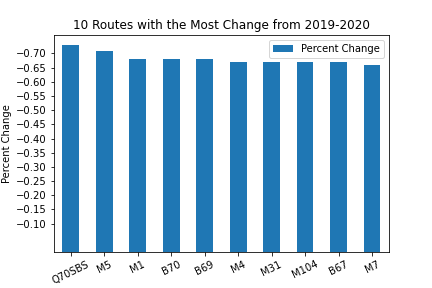 10 Routes with the Most Change from 2019-2020
Percent Change
Percent Change
−0.70
−0.65
−0.60
−0.55
−0.50
−0.45
−0.40
−0.35
−0.30
−0.25
−0.20
−0.15
−0.10
Q70SBS
M5
M1
B70
B69
M4
M31
M104
B67
M7